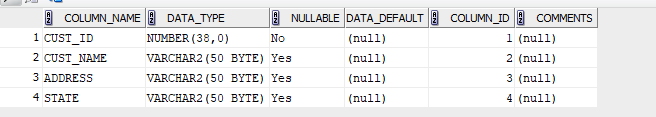 COLUMN_NAME DATA_TYPE NULLABLE DATA_DEFAULT COLUMN_ID COMMENTS
1 CUST_ID NUMBER(38,0) No (null) 1 (null)
2 CUST_NAME VARCHAR2(50 BYTE) Yes (null) 2 (null)
3 ADDRESS VARCHAR2(50 BYTE) Yes (null) 3 (null)
4 STATE VARCHAR2(50 BYTE) Yes (null) 4 (null)